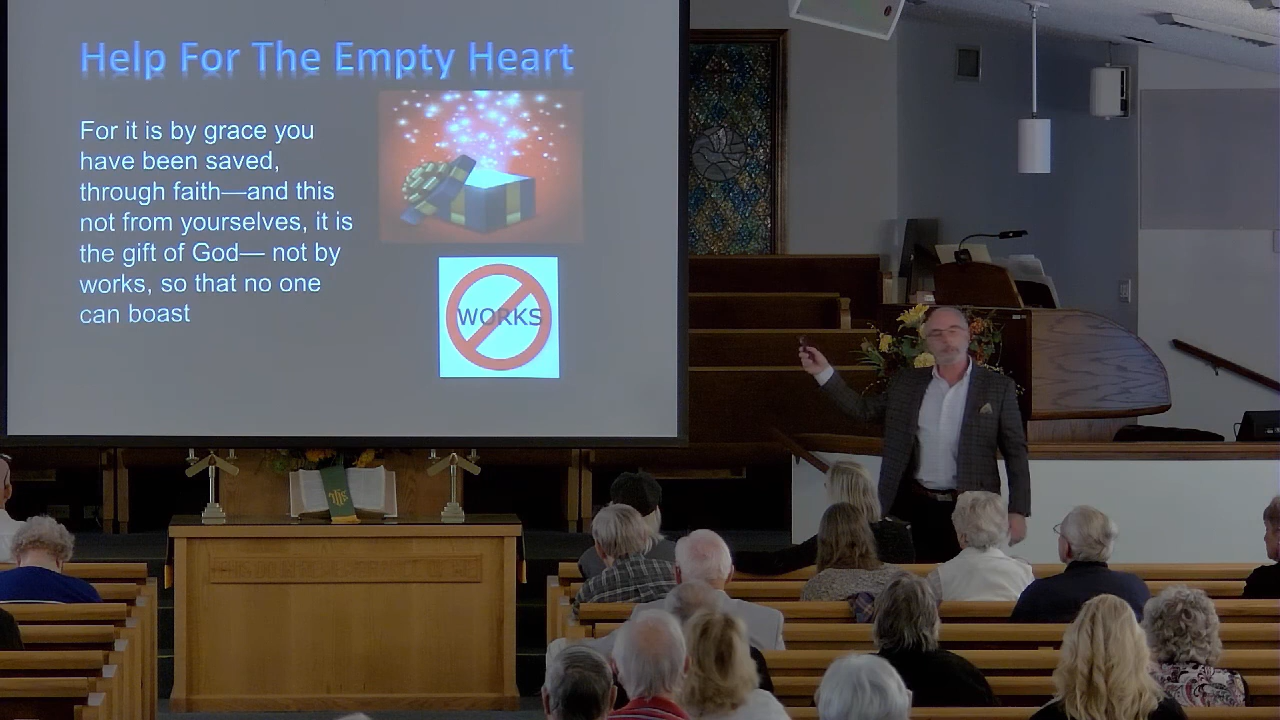 Help For The Empty Heart
For it is by grace you
have been saved,
through faith—and this
not from yourselves, it is
the gift of God— not by
works, so that no one
can boast
WORKS